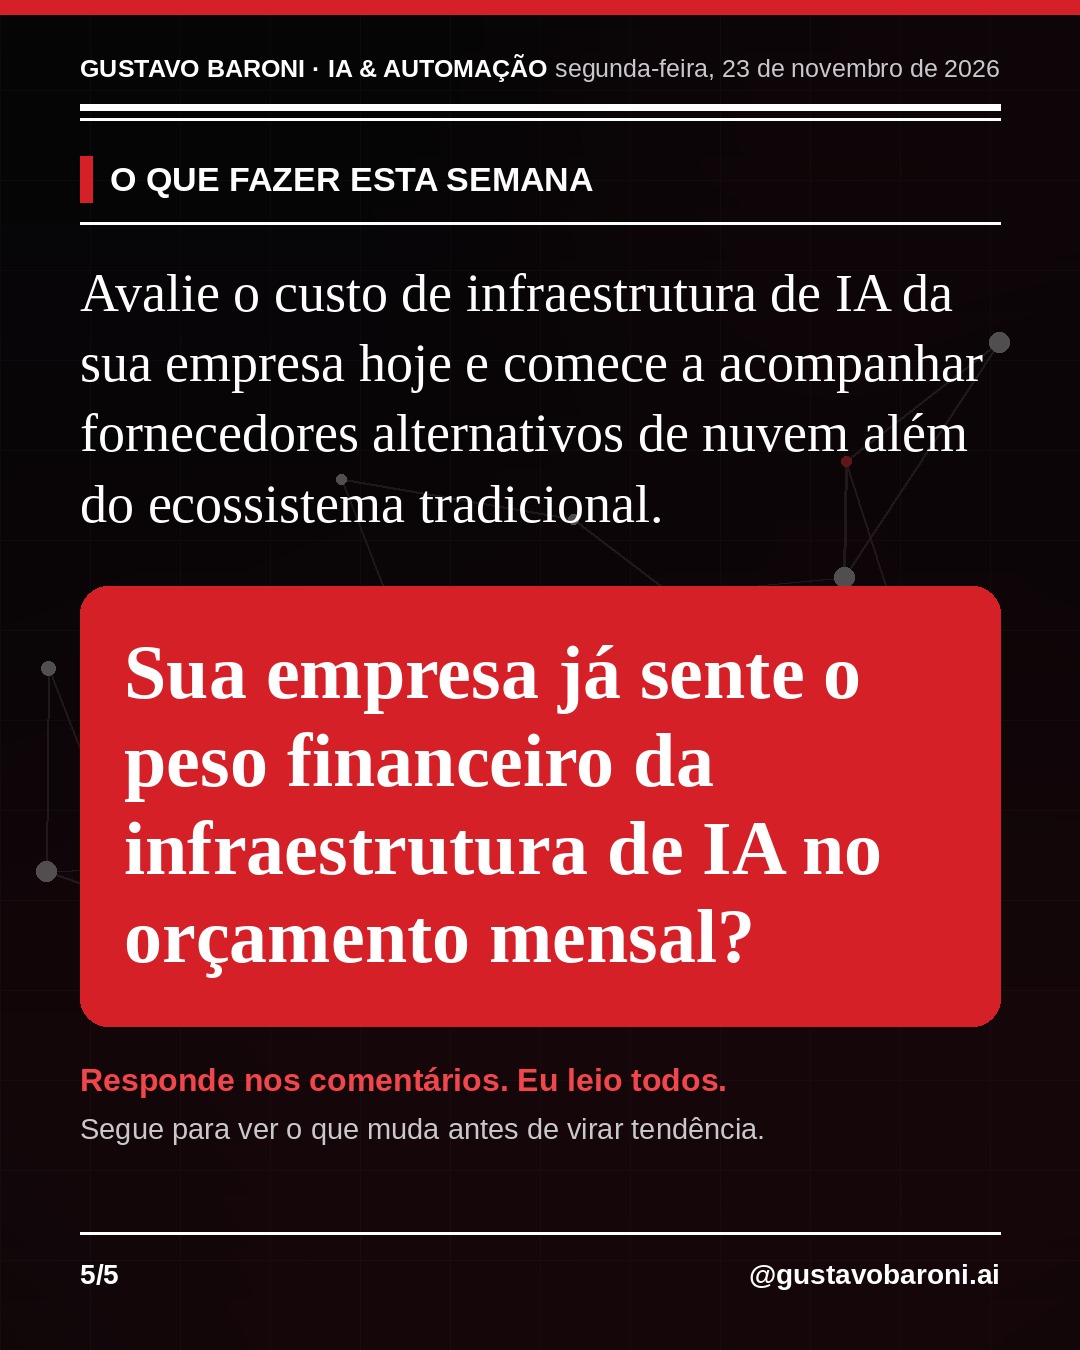 GUSTAVO BARONI · IA & AUTOMAÇÃO segunda-feira, 23 de novembro de 2026
O QUE FAZER ESTA SEMANA
Avalie o custo de infraestrutura de IA da
sua empresa hoje e comece a acompanhar
fornecedores alternativos de nuvem além
do ecossistema tradicional.
Sua empresa já sente o
peso financeiro da
infraestrutura de IA no
orçamento mensal?
Responde nos comentários. Eu leio todos.
Segue para ver o que muda antes de virar tendência.
5/5 @gustavobaroni.ai